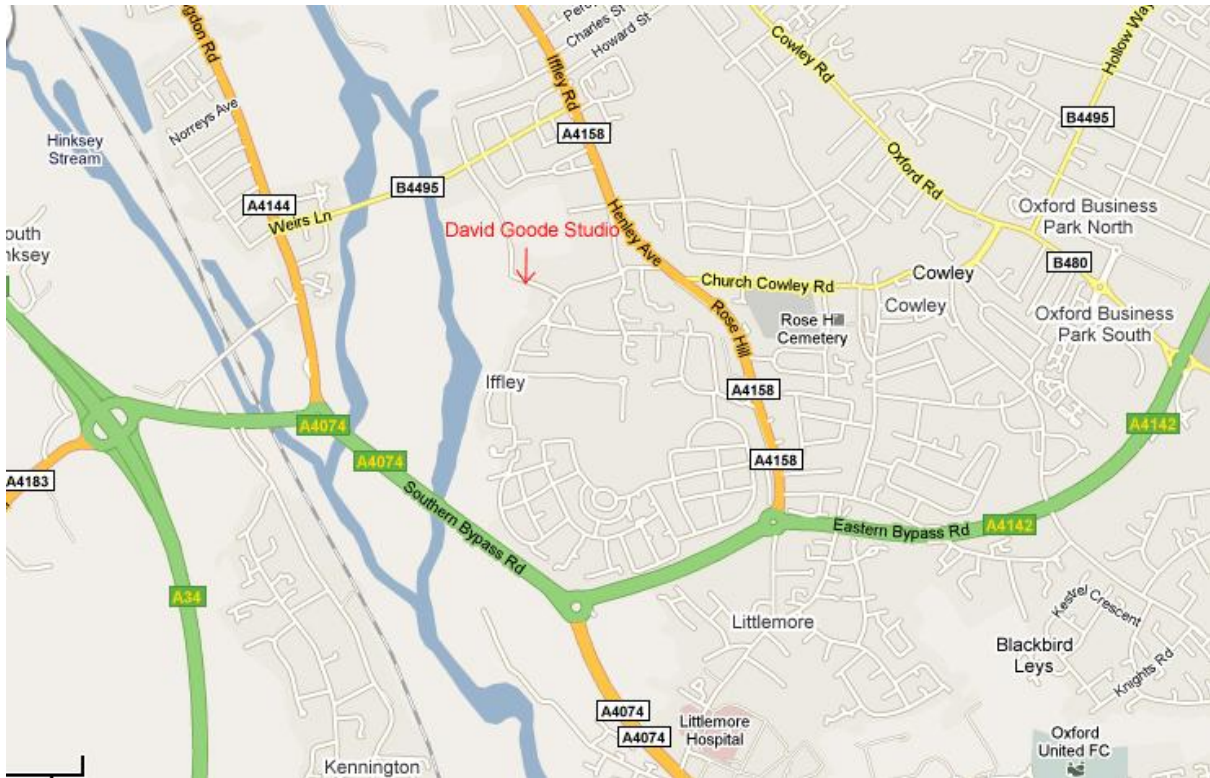 gdon Rd
Percy
Charles St
Howard St
Iffley Rd
Cowley Rd
Hollow Way
Norreys Ave
A4158
B4495
Hinksey
Stream
Oxford Rd
B4495
A4144
Weirs Ln
outh
nksey
David Goode Studio
Henley Ave
Oxford Business
Park North
B480
Church Cowley Rd
Cowley
Cowley
Rose Hill
Rose Hill
Cemetery
Oxford Business
Park South
Iffley
A4158
A4074
A4142
A4074
A4158
A4183
Southern Bypass Rd
Eastern Bypass Rd
A4142
A34
Littlemore
Kestrel Crescent
Blackbird
Leys
Knights Rd
A4074
A4074
Littlemore
Hospital
Oxford
United FC
Kennington